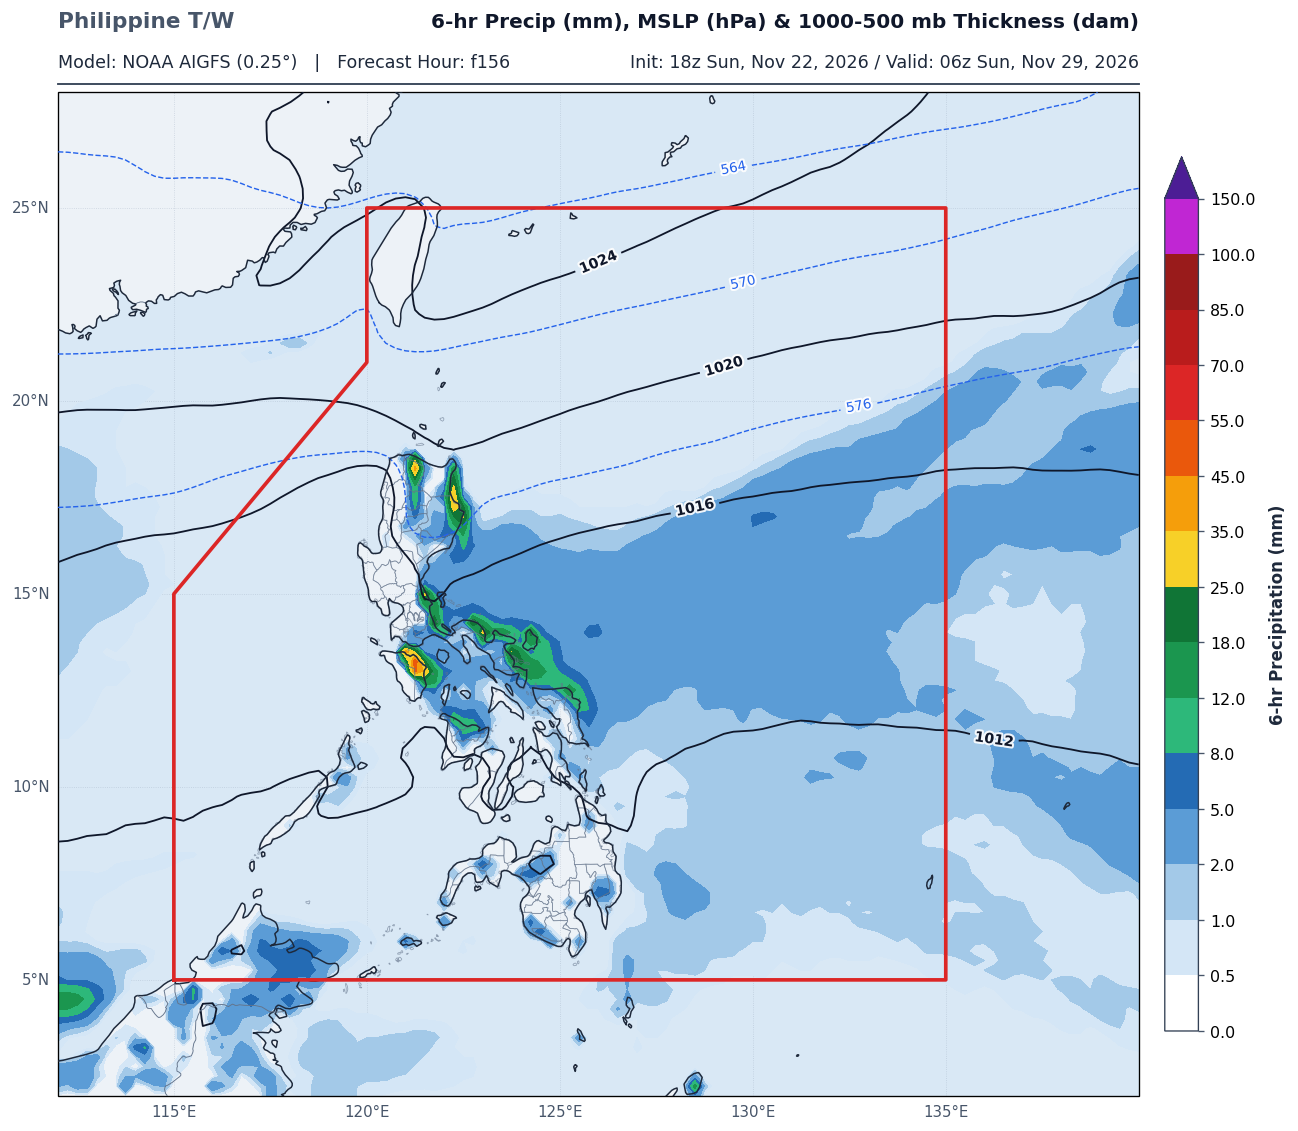 Philippine T/W
6-hr Precip (mm), MSLP (hPa) & 1000-500 mb Thickness (dam)
Model: NOAA AIGFS (0.25°) | Forecast Hour: f156
Init: 18z Sun, Nov 22, 2026 / Valid: 06z Sun, Nov 29, 2026
564
25°N
1024
570
1020
20°N
576
1016
15°N
1012
10°N
5°N
115°E
120°E
125°E
130°E
135°E
150.0
100.0
85.0
70.0
55.0
45.0
35.0
25.0
18.0
12.0
8.0
5.0
2.0
1.0
0.5
0.0
6-hr Precipitation (mm)